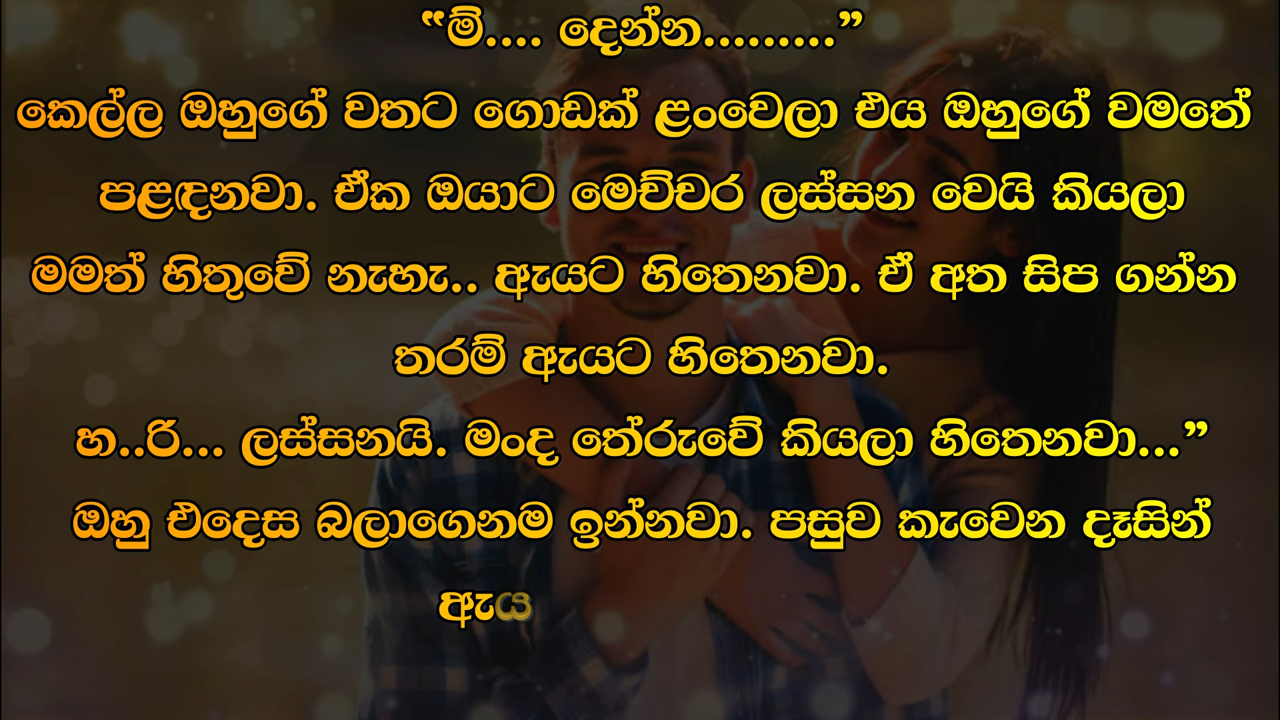 “ම්.... දෙන්න.........”
කෙල්ල ඔහුගේ වතට ගොඩක් ළංවෙලා එය ඔහුගේ වමතේ
පළඳනවා. ඒක ඔයාට මෙච්චර ලස්සන වෙයි කියලා
මමත් හිතුවේ නැහැ.. ඇයට හිතෙනවා. ඒ අත සිප ගන්න
තරම් ඇයට හිතෙනවා.
හ..රි... ලස්සනයි. මංද තේරුවේ කියලා හිතෙනවා...”
ඔහු එදෙස බලාගෙනම ඉන්නවා. පසුව කැවෙන දෑසින්
ඇය